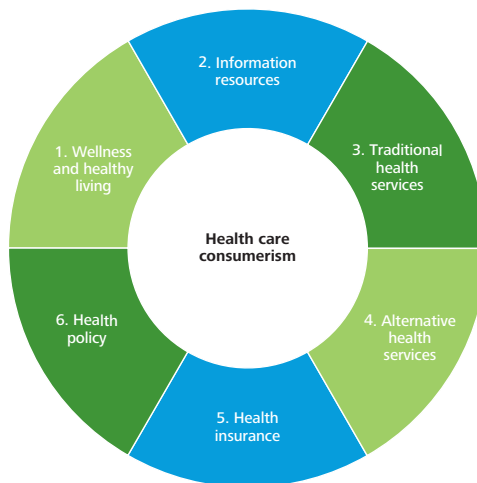 2. Information
resources
1. Wellness
and healthy
living
3. Traditional
health
services
Health care
consumerism
6. Health
policy
4. Alternative
health
services
5. Health
insurance